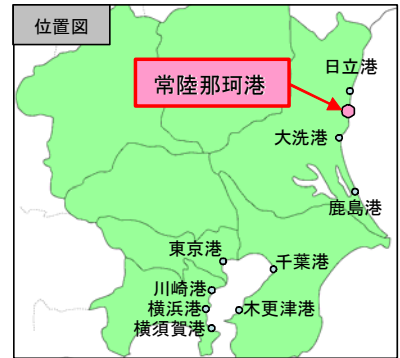 位置図
日立港
常陸那珂港
大洗港
鹿島港
東京港
千葉港
川崎港
横浜港
木更津港
横須賀港